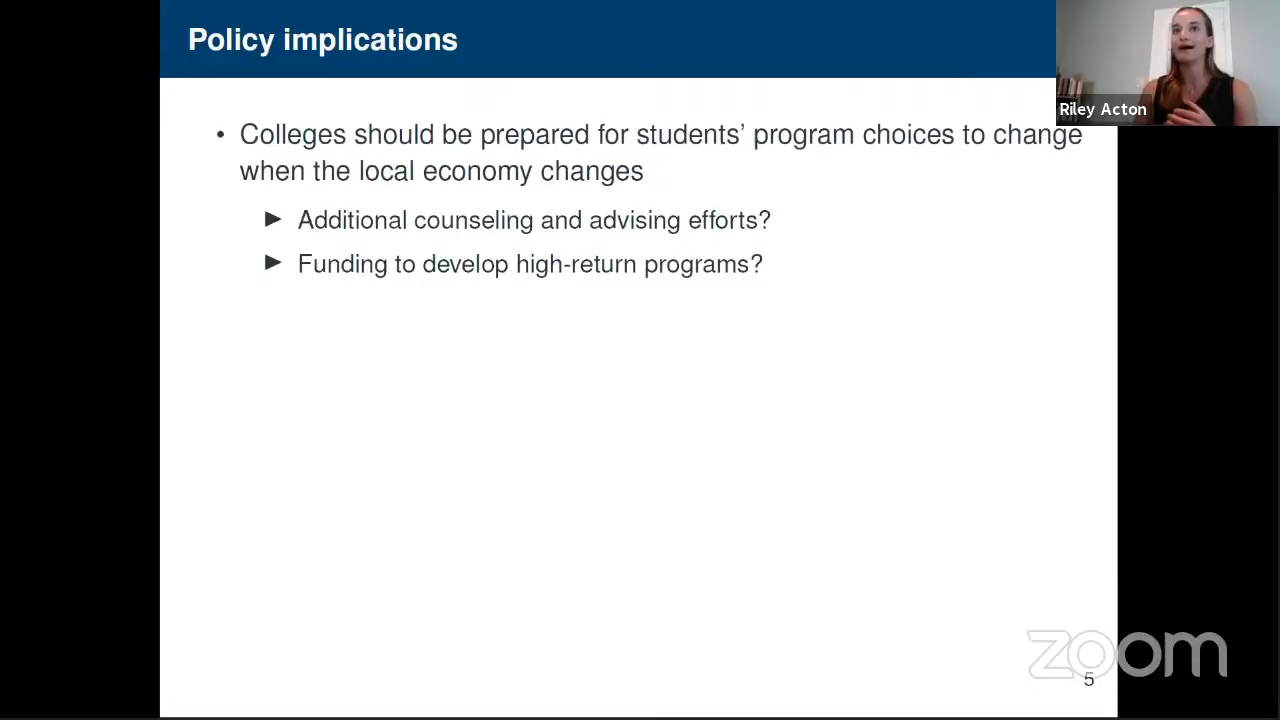 Policy implications
Riley Acton
• Colleges should be prepared for students' program choices to change
when the local economy changes
► Additional counseling and advising efforts?
► Funding to develop high-return programs?
zoom
5